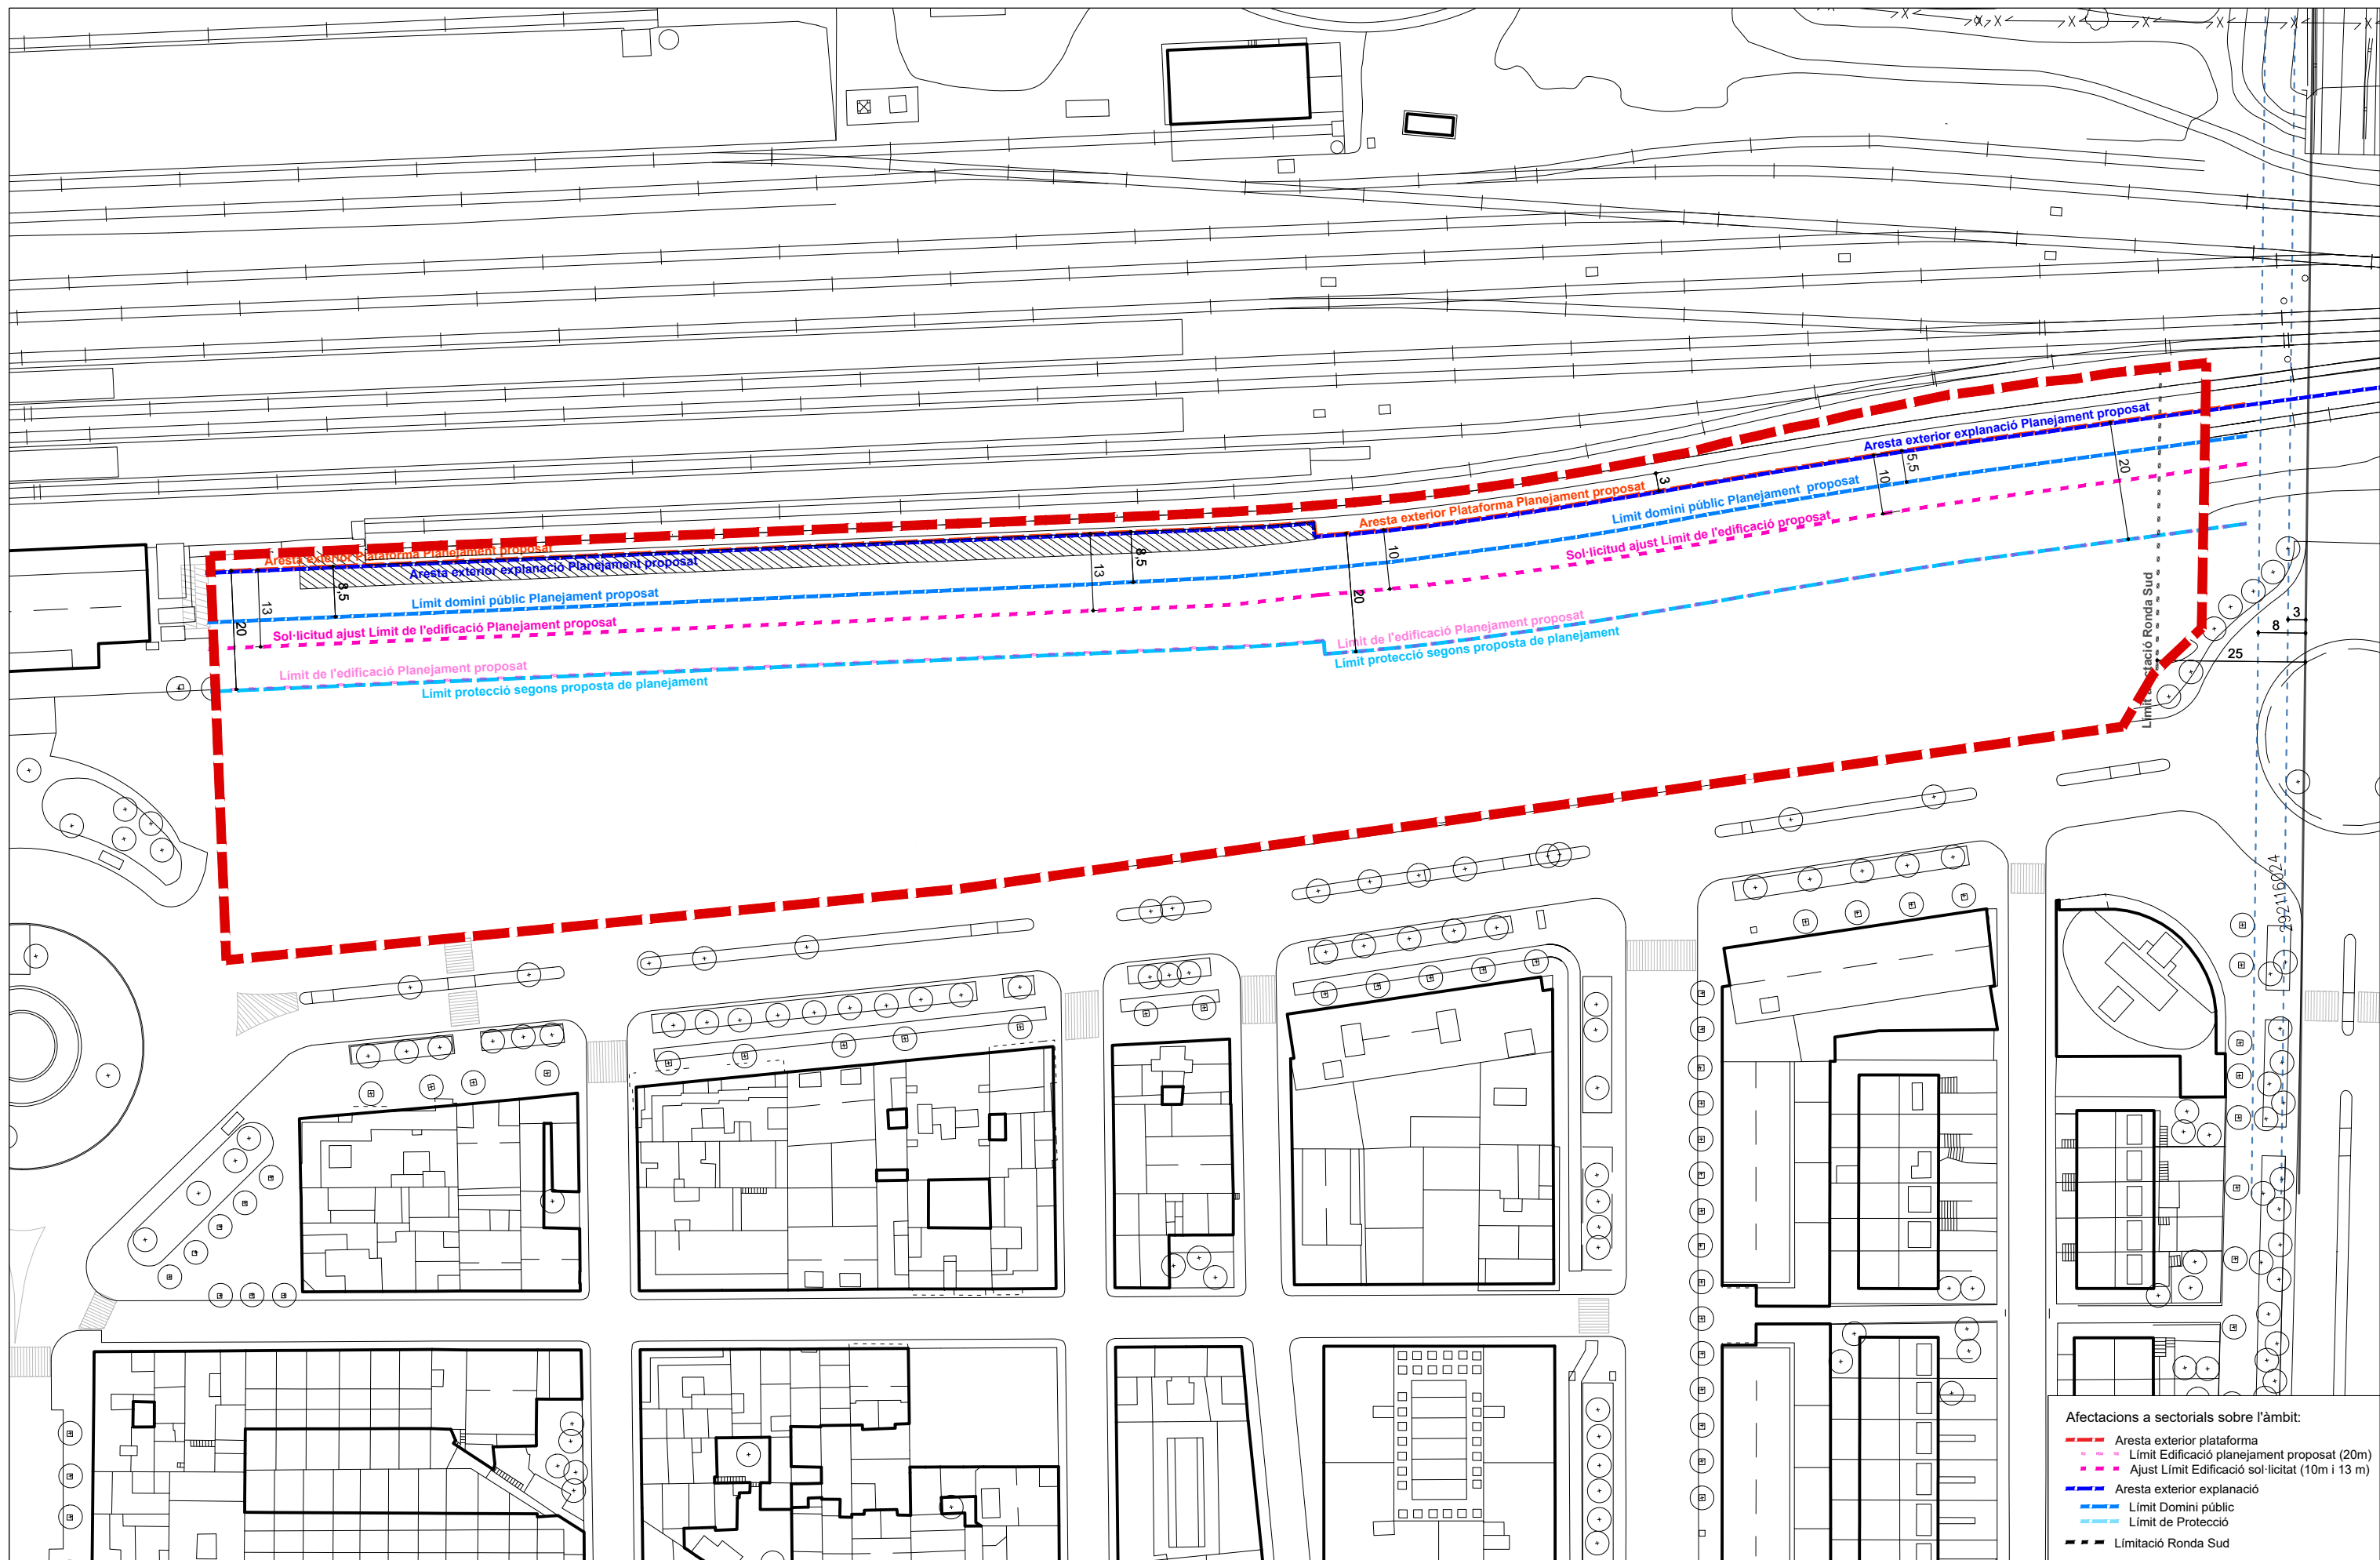 Aresta exterior explanació Planejament proposat
5,5
10
20
3
Aresta exterior Plataforma Planejament proposat
Límit domini públic Planejament  proposat
Sol·licitud ajust Límit de l'edificació proposat
10
20
Aresta exterior Plataforma Planejament proposat
Aresta exterior explanació Planejament proposat
8,5
13
8,5
13
20
Límit domini públic Planejament proposat
Sol·licitud ajust Límit de l'edificació Planejament proposat
Límit de l'edificació Planejament proposat
Límit protecció segons proposta de planejament
Límit de l'edificació Planejament proposat
Límit protecció segons proposta de planejament
3
8
25
Ronda Sud
Afectacions a sectorials sobre l'àmbit:
Aresta exterior plataforma
Límit Edificació planejament proposat (20m)
Ajust Límit Edificació sol·licitat (10m i 13 m)
Aresta exterior explanació
Límit Domini públic
Límit de Protecció
Límitació Ronda Sud